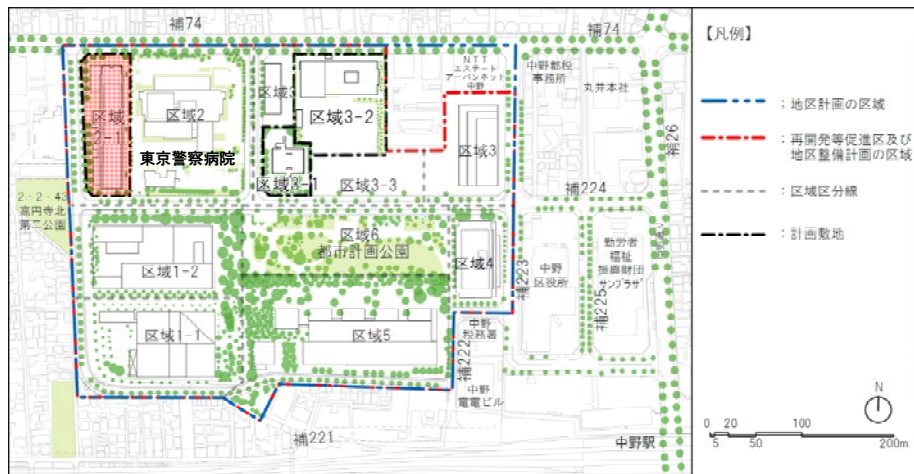 補74
補74
【凡例】
NTT
エステート
アーバンネット
中野
中野都税
事務所
丸井本社
区域3
区域
2-1
区域2
区域3-2
; 地区計画の区域
補26
区域3
; 再開発等促進区及び
地区整備計画の区域
東京警察病院
区域3-1
区域3-3
補224
; 区域区分線
2-2-43
高円寺北
第二公園
; 計画敷地
区域6
都市計画公園
区域4
区域1-2
補223
中野
区役所
勤労者
福祉
振興財団
サンプラザ
補225
区域1-1
区域5
中野
税務署
補222
中野
電電ビル
N
補221
中野駅
0 20 100
5 50 200m